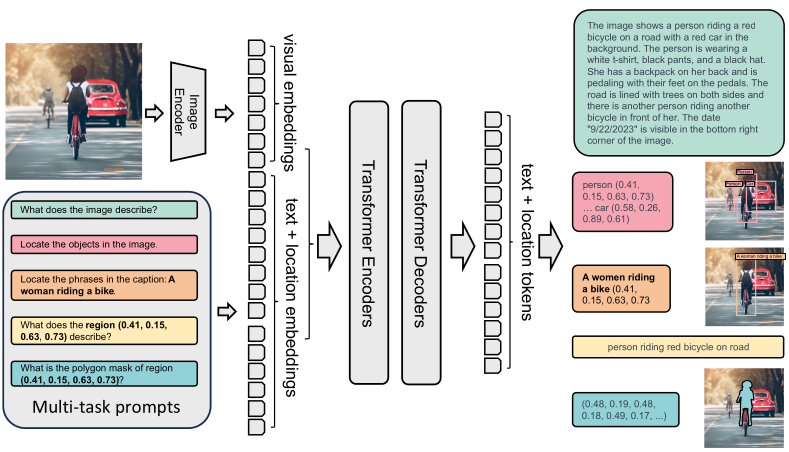 Image
Encoder
visual embeddings
text + location embeddings
Transformer Encoders
Transformer Decoders
text + location tokens
What does the image describe?
Locate the objects in the image.
Locate the phrases in the caption: A
woman riding a bike.
What does the region (0.41, 0.15,
0.63, 0.73) describe?
What is the polygon mask of region
(0.41, 0.15, 0.63, 0.73)?
Multi-task prompts
The image shows a person riding a red
bicycle on a road with a red car in the
background. The person is wearing a
white t-shirt, black pants, and a black hat.
She has a backpack on her back and is
pedaling with their feet on the pedals. The
road is lined with trees on both sides and
there is another person riding another
bicycle in front of her. The date
"9/22/2023" is visible in the bottom right
corner of the image.
person (0.41,
0.15, 0.63, 0.73)
... car (0.58, 0.26,
0.89, 0.61)
A women riding
a bike (0.41,
0.15, 0.63, 0.73
A woman riding a bike
person riding red bicycle on road
(0.48, 0.19, 0.48,
0.18, 0.49, 0.17, ...)